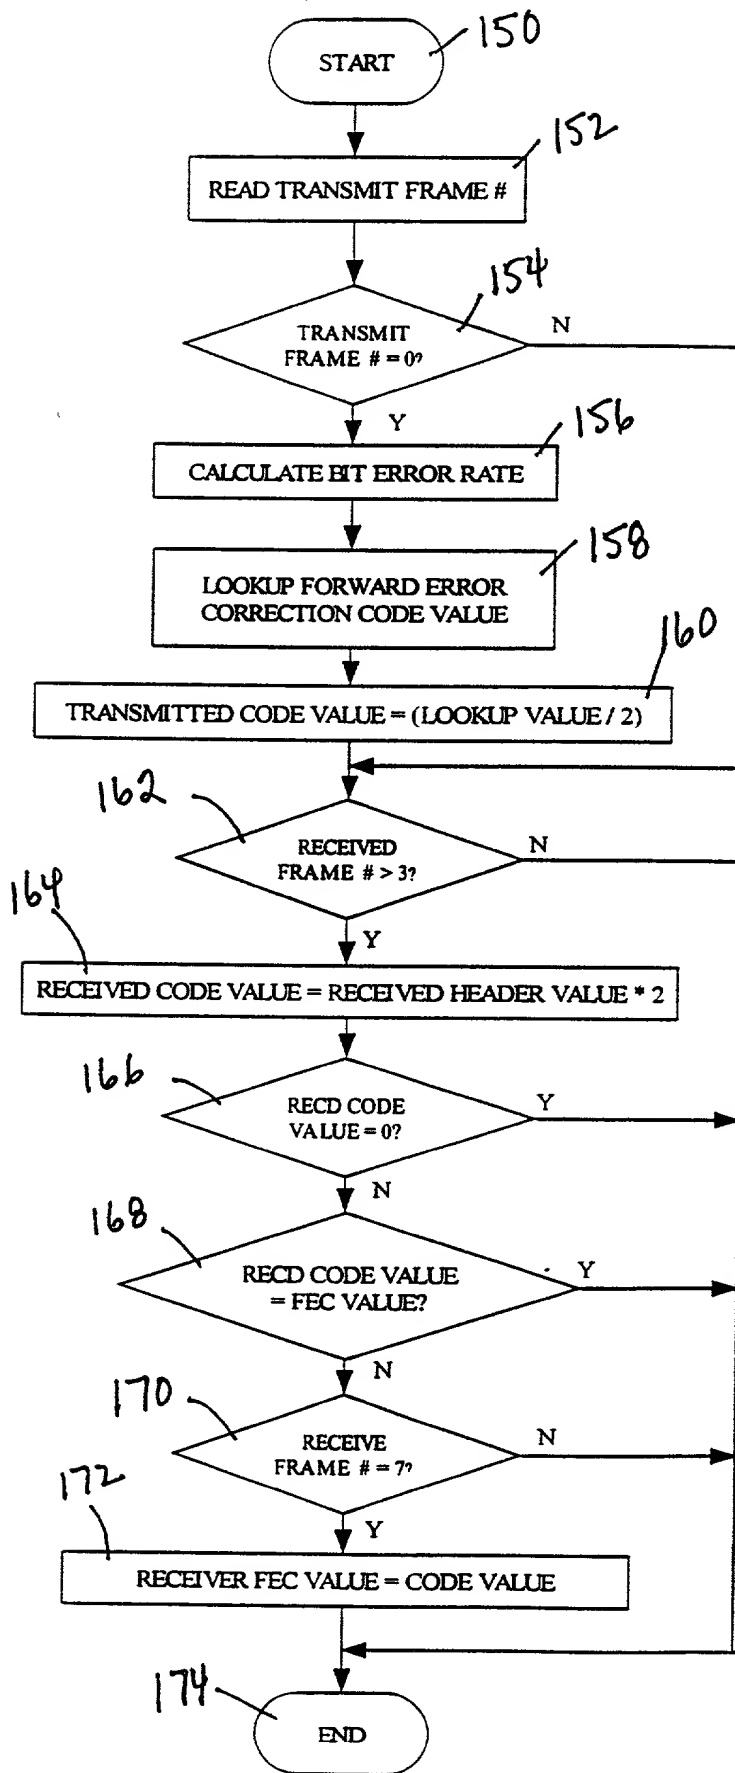 150
START
152
READ TRANSMIT FRAME #
154
TRANSMIT
FRAME # = 0?
N
Y
156
CALCULATE BIT ERROR RATE
158
LOOKUP FORWARD ERROR
CORRECTION CODE VALUE
160
TRANSMITTED CODE VALUE = (LOOKUP VALUE / 2)
162
RECEIVED
FRAME # > 3?
N
Y
164
RECEIVED CODE VALUE = RECEIVED HEADER VALUE * 2
166
RECD CODE
VALUE = 0?
Y
N
168
RECD CODE VALUE
= FEC VALUE?
Y
N
170
RECEIVE
FRAME # = 7?
N
Y
172
RECEIVER FEC VALUE = CODE VALUE
174
END